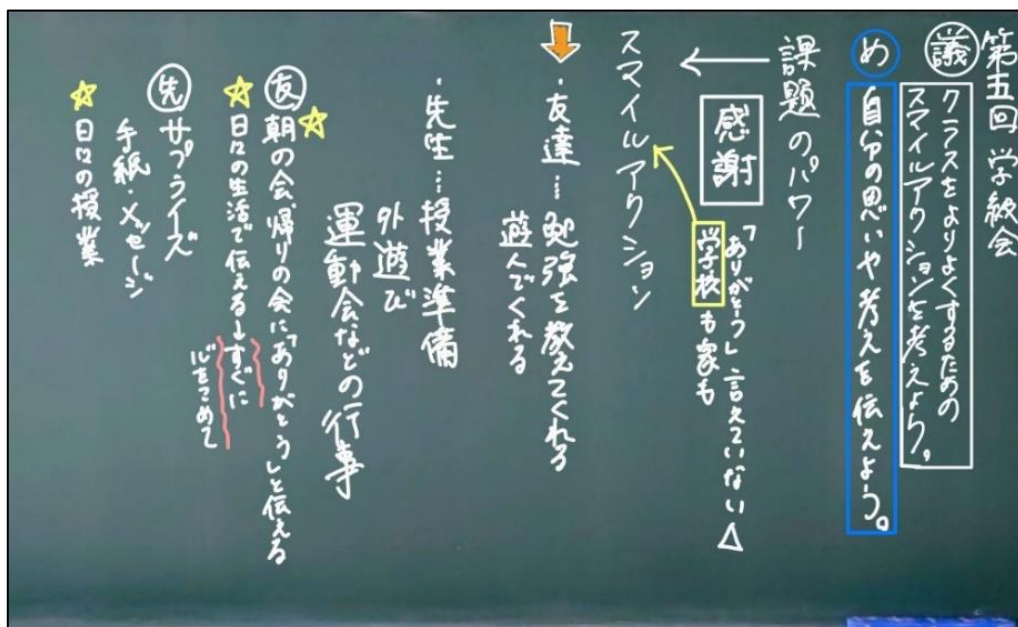 第五回 学級会
議 クラスをよりよくするための
スマイルアクションを考えよう。
め 自分の思いや考えを伝えよう。
課題のパワー
感謝
「ありがとう」言えていない△
学校も家も
スマイルアクション
・友達…勉強を教えてくれる
遊んでくれる
・先生…授業準備
外遊び
運動会などの行事
友 朝の会、帰りの会に「ありがとう」と伝える
日々の生活で伝える→すぐに
心をこめて
先 サプライズ
手紙・メッセージ
日々の授業